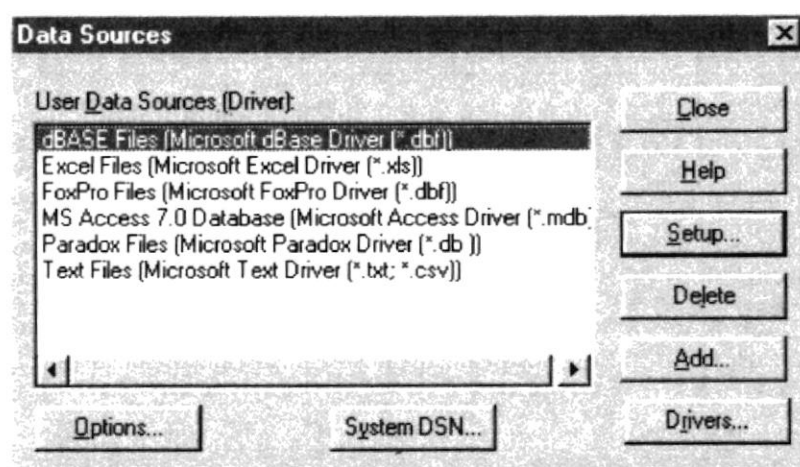 Data Sources
User Data Sources (Driver):
dBASE Files (Microsoft dBase Driver (*.dbf))
Excel Files (Microsoft Excel Driver (*.xls))
FoxPro Files (Microsoft FoxPro Driver (*.dbf))
MS Access 7.0 Database (Microsoft Access Driver (*.mdb
Paradox Files (Microsoft Paradox Driver (*.db ))
Text Files (Microsoft Text Driver (*.txt; *.csv))
Close
Help
Setup...
Delete
Add...
Drivers...
Options...
System DSN...